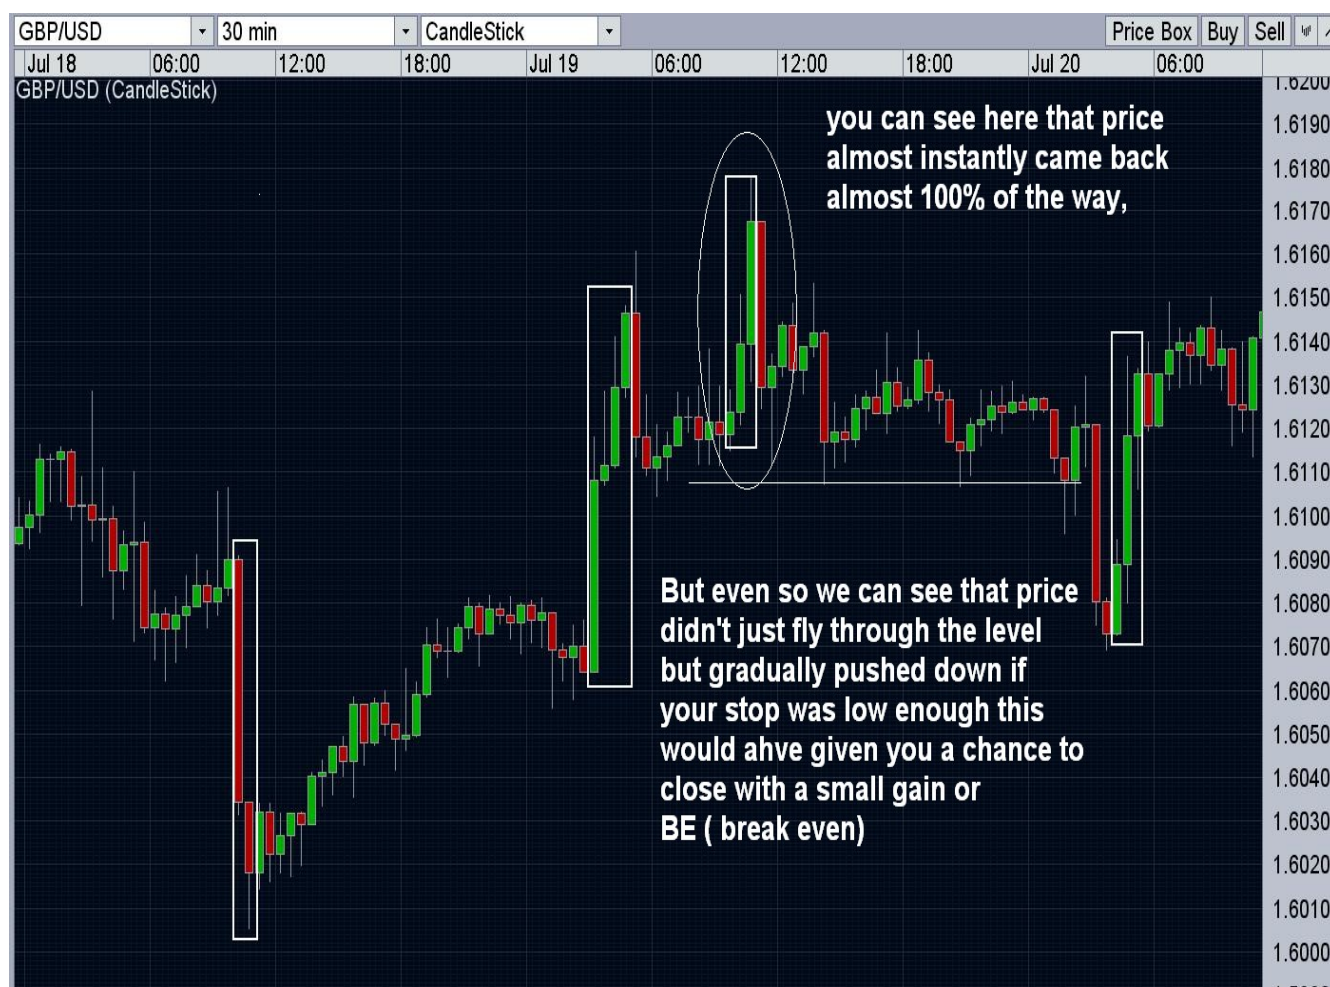 GBP/USD 30 min CandleStick Price Box Buy Sell
Jul 18 06:00 12:00 18:00 Jul 19 06:00 12:00 18:00 Jul 20 06:00
GBP/USD (CandleStick)
you can see here that price
almost instantly came back
almost 100% of the way,
But even so we can see that price
didn't just fly through the level
but gradually pushed down if
your stop was low enough this
would ahve given you a chance to
close with a small gain or
BE ( break even)
1.6200
1.6190
1.6180
1.6170
1.6160
1.6150
1.6140
1.6130
1.6120
1.6110
1.6100
1.6090
1.6080
1.6070
1.6060
1.6050
1.6040
1.6030
1.6020
1.6010
1.6000